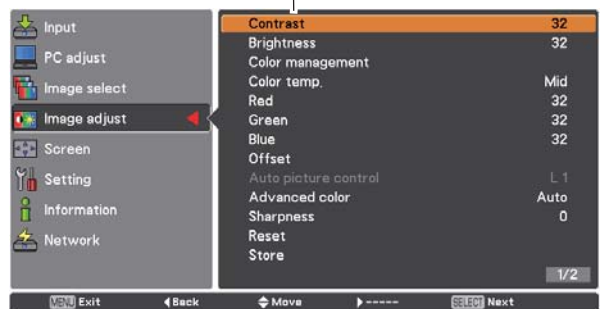 Input
PC adjust
Image select
Image adjust
Screen
Setting
Information
Network
Contrast 32
Brightness 32
Color management
Color temp. Mid
Red 32
Green 32
Blue 32
Offset
Auto picture control L 1
Advanced color Auto
Sharpness 0
Reset
Store
1/2
MENU Exit Back Move ----- SELECT Next